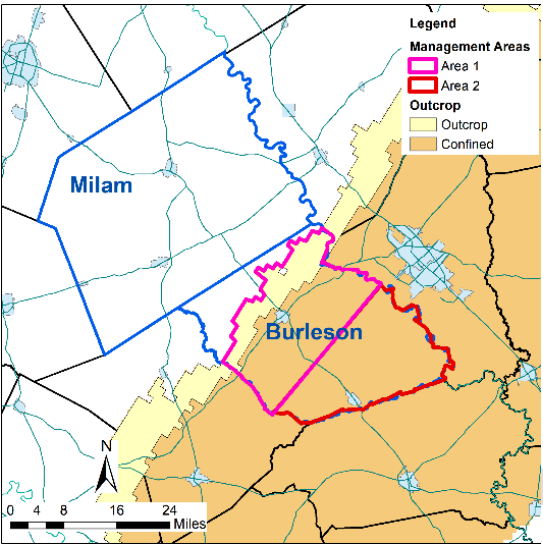 Legend
Management Areas
Area 1
Area 2
Outcrop
Outcrop
Confined
Milam
Burleson
N
0 4 8 16 24
Miles